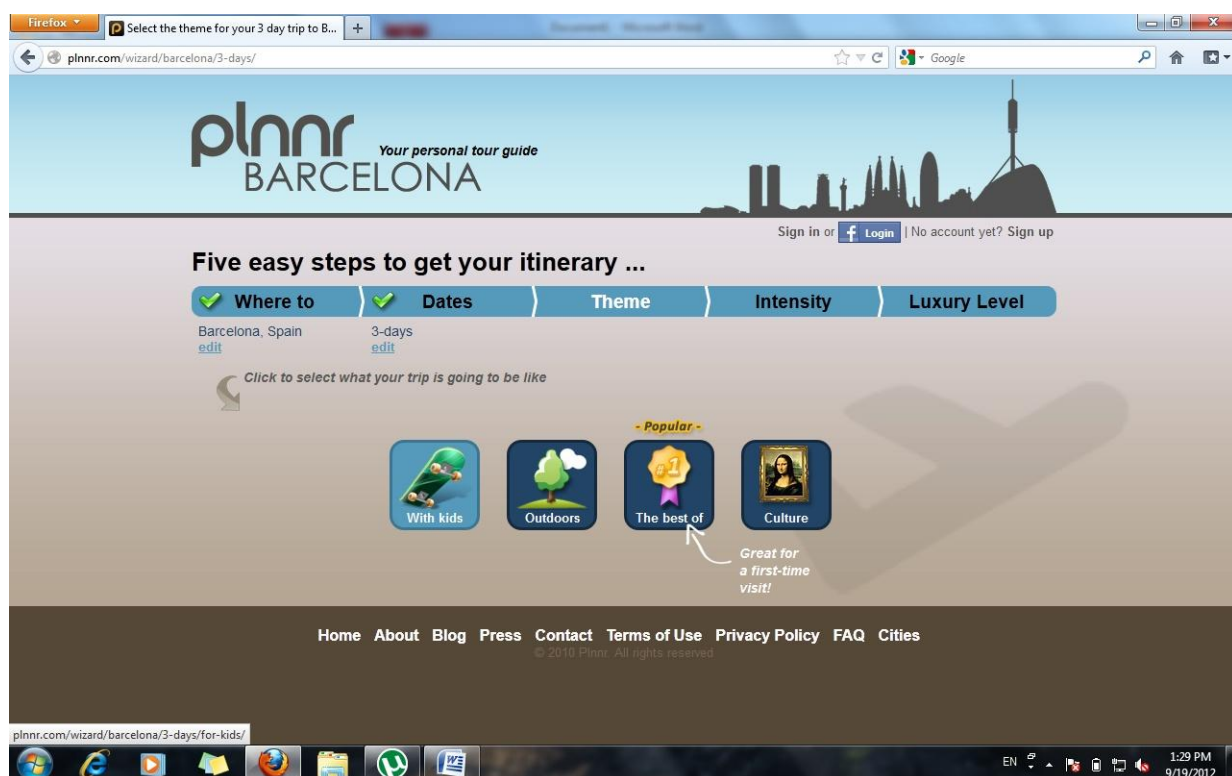 Firefox
Select the theme for your 3 day trip to B...
plnnr.com/wizard/barcelona/3-days/
Google
plnnr
Your personal tour guide
BARCELONA
Sign in or f Login | No account yet? Sign up
Five easy steps to get your itinerary ...
Where to Dates Theme Intensity Luxury Level
Barcelona, Spain 3-days
edit edit
Click to select what your trip is going to be like
- Popular -
#1
With kids Outdoors The best of Culture
Great for
a first-time
visit!
Home About Blog Press Contact Terms of Use Privacy Policy FAQ Cities
© 2010 Plnnr. All rights reserved
plnnr.com/wizard/barcelona/3-days/for-kids/
EN 1:29 PM
9/19/2012